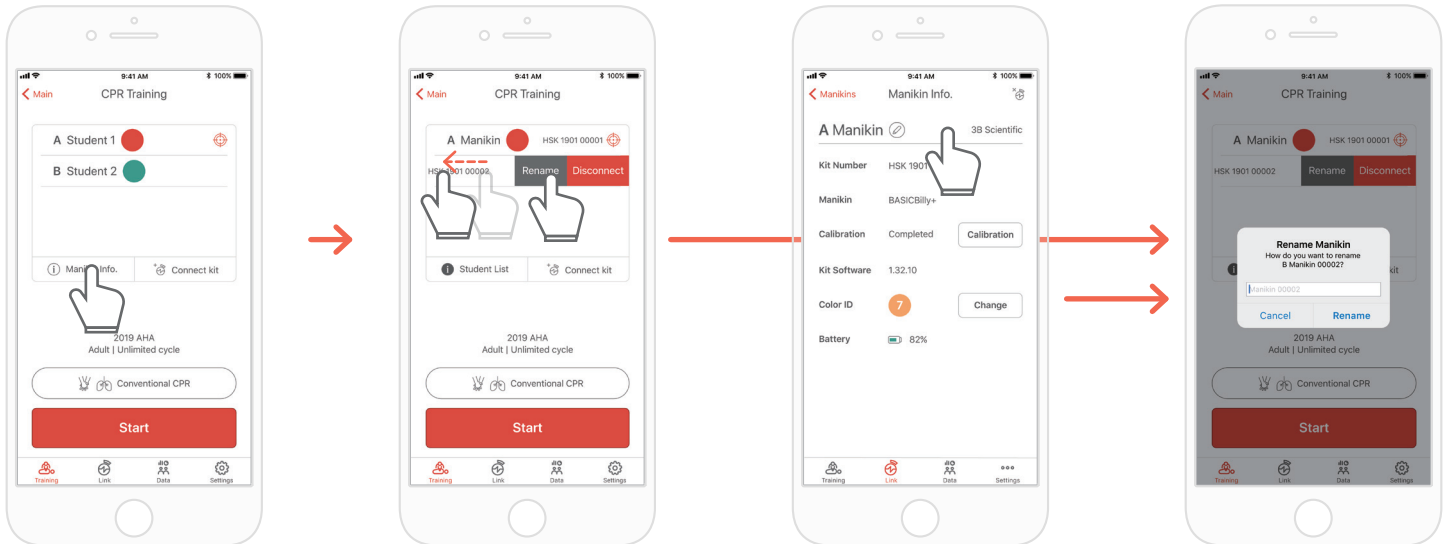 9:41 AM 100%
Main CPR Training
A Student 1
B Student 2
Manikin Info. Connect kit
2019 AHA
Adult | Unlimited cycle
Conventional CPR
Start
Training Link Data Settings
9:41 AM 100%
Main CPR Training
A Manikin HSK 1901 00001
HSK 1901 00002 Rename Disconnect
Student List Connect kit
2019 AHA
Adult | Unlimited cycle
Conventional CPR
Start
Training Link Data Settings
9:41 AM 100%
Manikins Manikin Info.
A Manikin 3B Scientific
Kit Number HSK 1901
Manikin BASICBilly+
Calibration Completed Calibration
Kit Software 1.32.10
Color ID 7 Change
Battery 82%
Training Link Data Settings
9:41 AM 100%
Main CPR Training
A Manikin HSK 1901 00001
HSK 1901 00002 Rename Disconnect
Rename Manikin
How do you want to rename
B Manikin 00002?
Manikin 00002
Cancel Rename
kit
2019 AHA
Adult | Unlimited cycle
Conventional CPR
Start
Training Link Data Settings